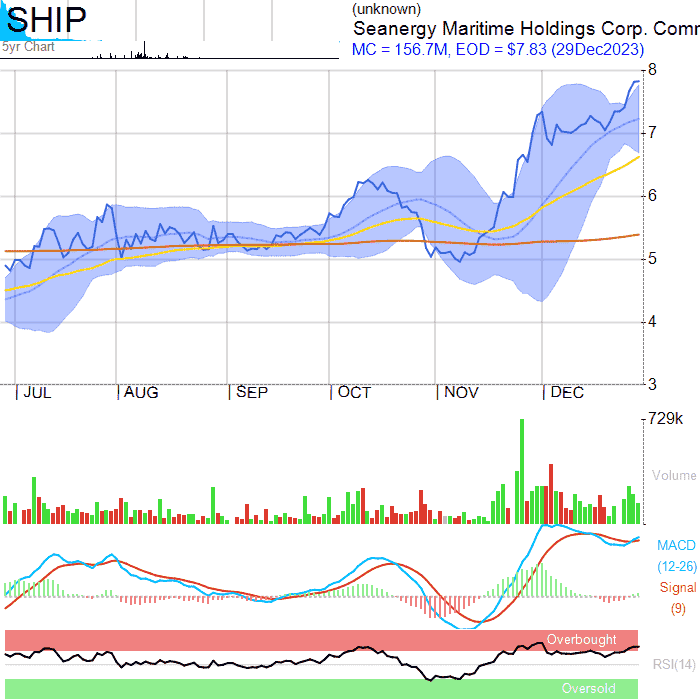 SHIP
(unknown)
Seanergy Maritime Holdings Corp. Comr
5yr Chart
MC = 156.7M, EOD = $7.83 (29Dec2023)
8
7
6
5
4
3
JUL AUG SEP OCT NOV DEC
729k
Volume
MACD
(12-26)
Signal
(9)
Overbought
RSI(14)
Oversold